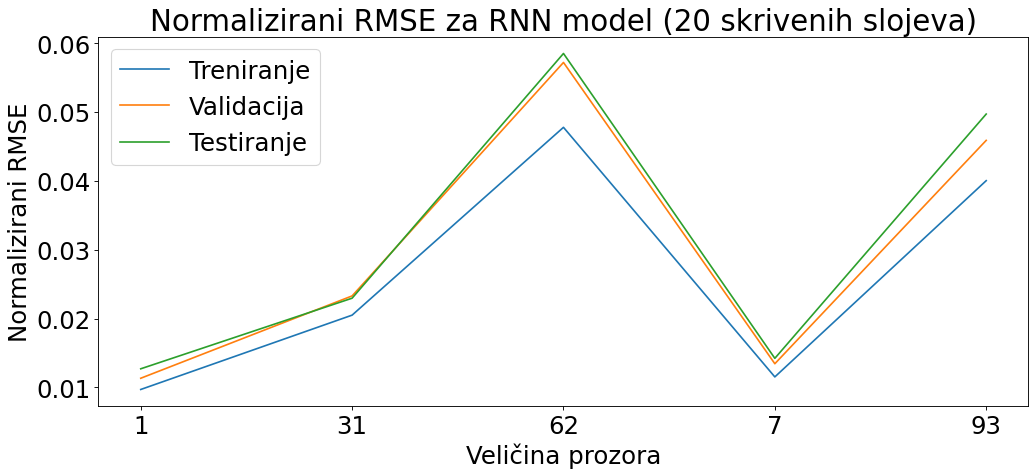 Normalizirani RMSE za RNN model (20 skrivenih slojeva)
Normalizirani RMSE
0.06
0.05
0.04
0.03
0.02
0.01
Treniranje
Validacija
Testiranje
1 31 62 7 93
Veličina prozora